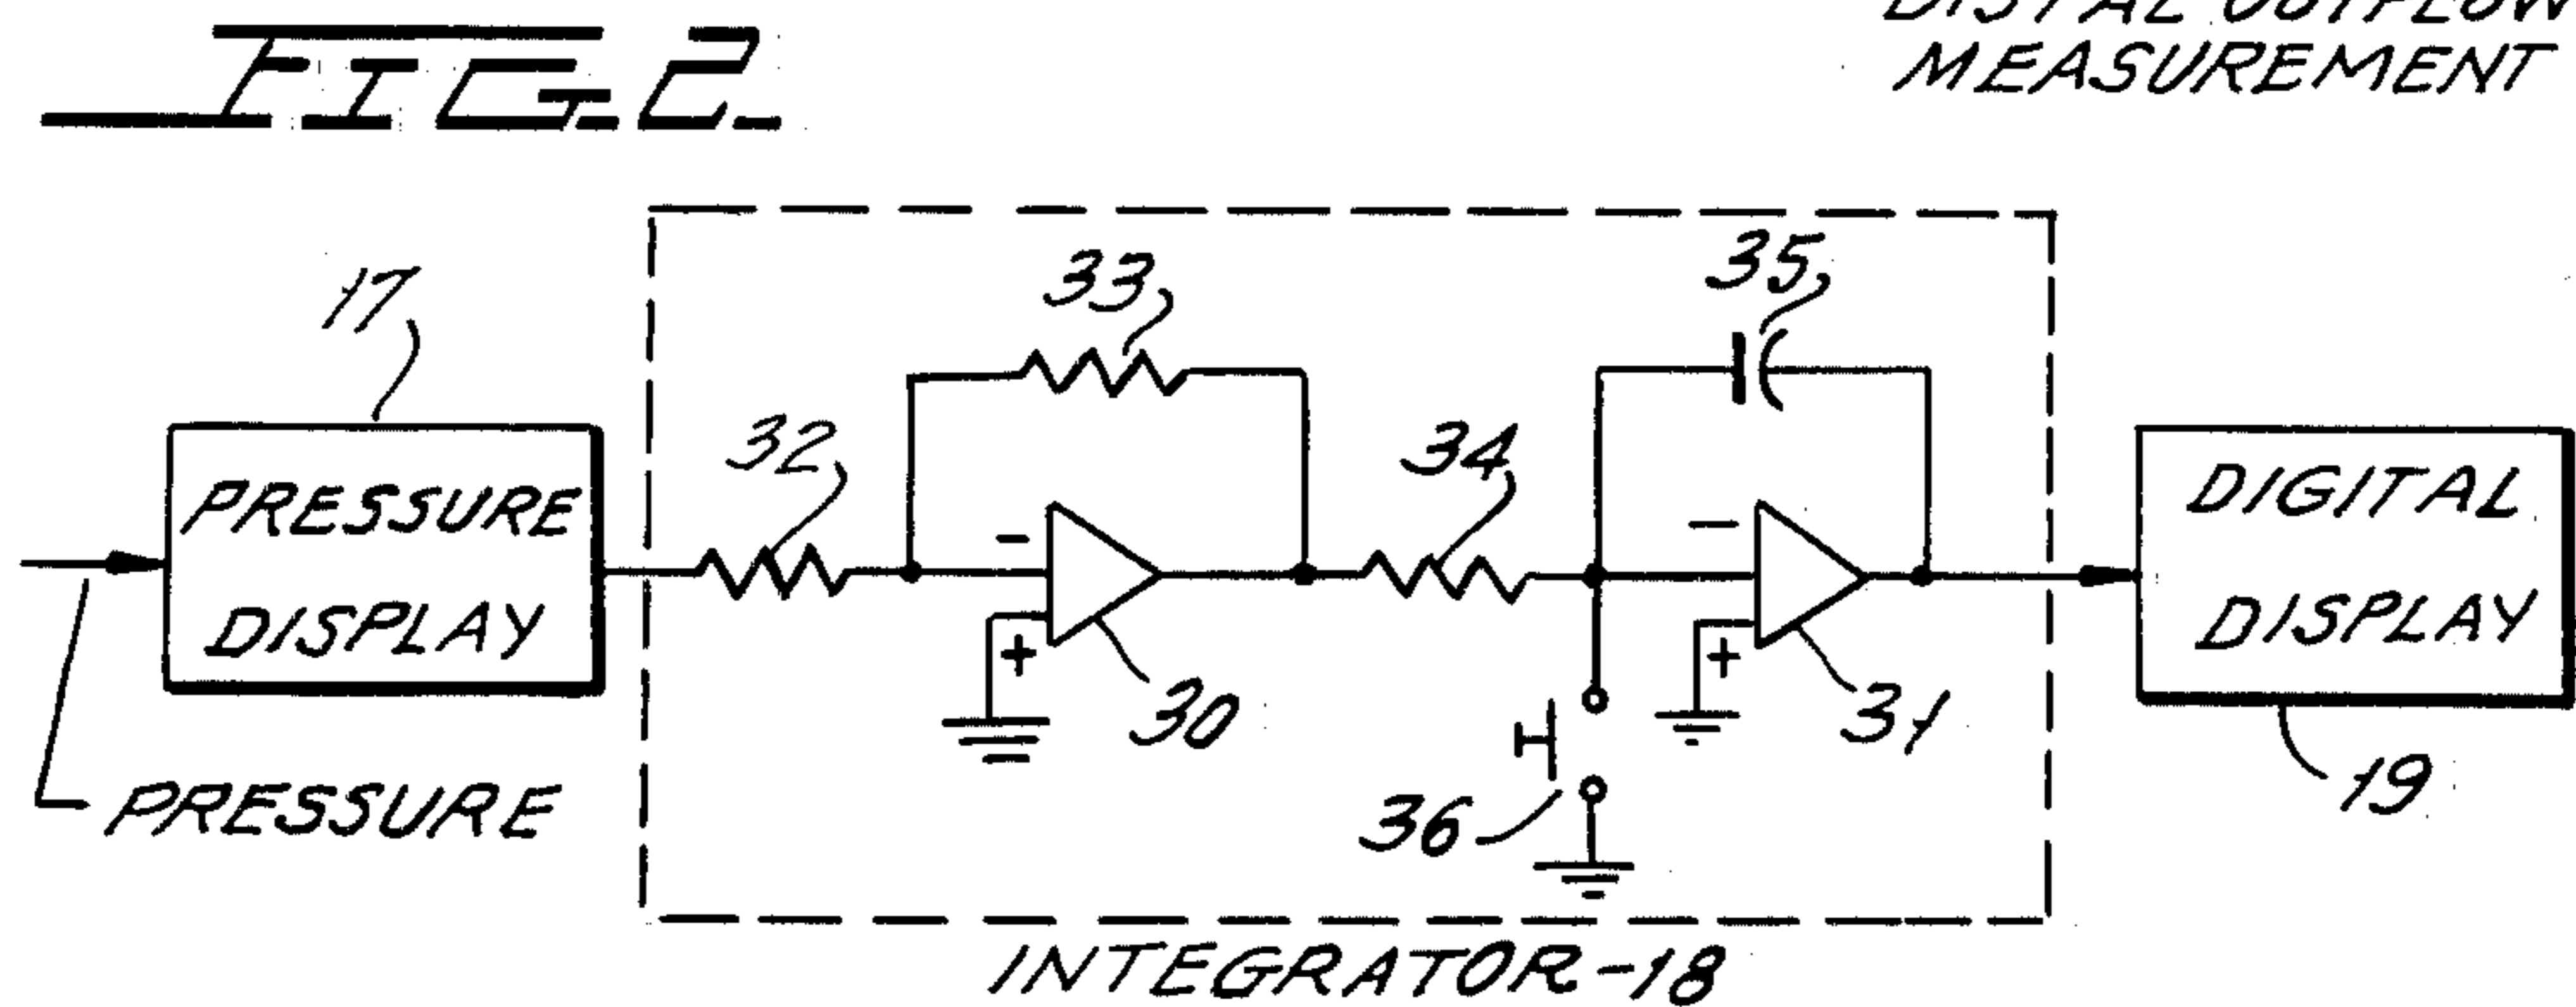 FIG. 2.
MEASUREMENT
17
33
35
32
34
PRESSURE
DISPLAY
-
-
DIGITAL
DISPLAY
+
+
30
31
36
19
PRESSURE
INTEGRATOR-18